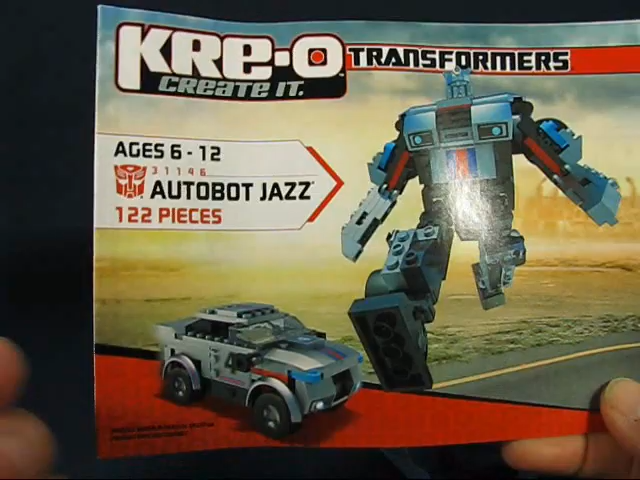 KRE-O TRANSFORMERS
CREATE IT.
AGES 6 - 12
31146
AUTOBOT JAZZ
122 PIECES